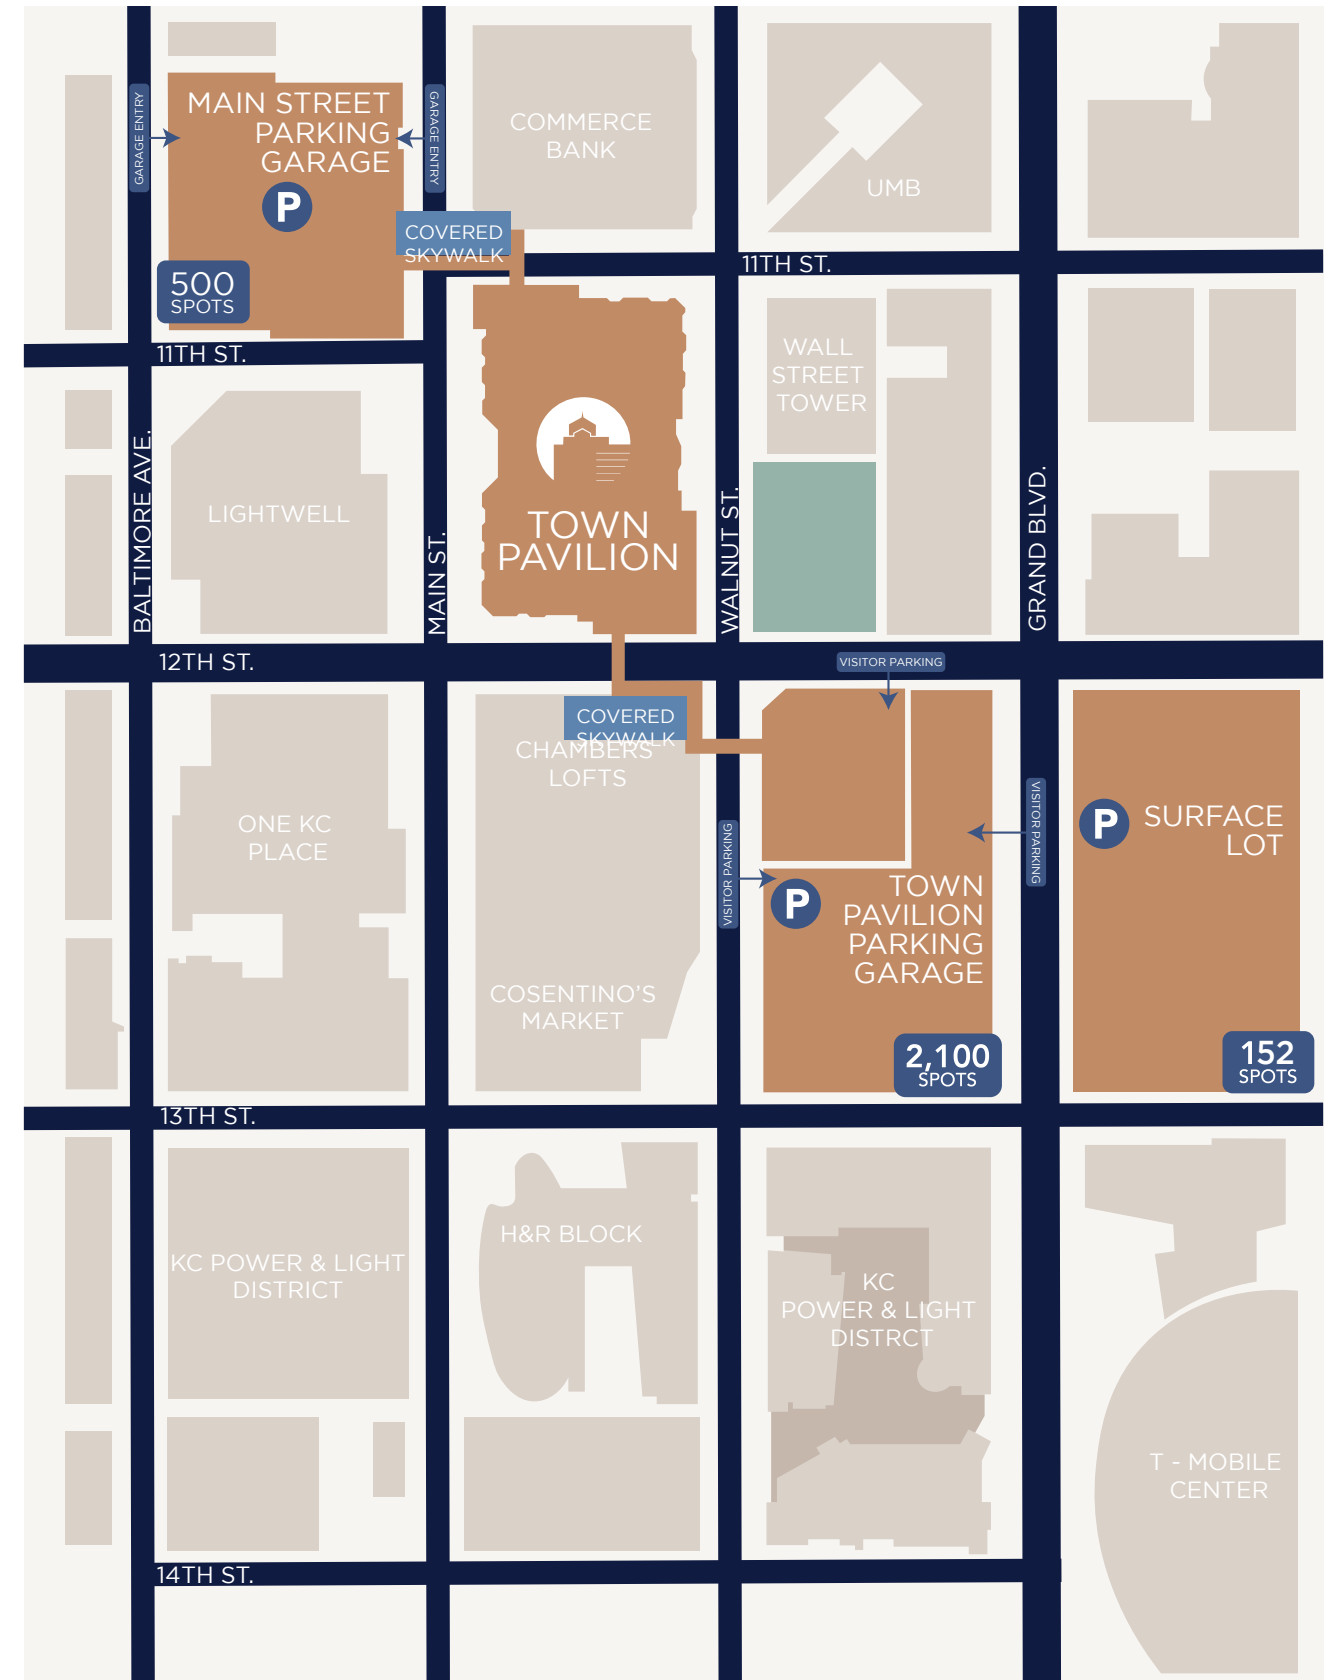 MAIN STREET
PARKING
GARAGE
GARAGE ENTRY
GARAGE ENTRY
P
500
SPOTS
COVERED
SKYWALK
COMMERCE
BANK
UMB
11TH ST.
11TH ST.
WALL
STREET
TOWER
LIGHTWELL
TOWN
PAVILION
BALTIMORE AVE.
MAIN ST.
WALNUT ST.
GRAND BLVD.
12TH ST.
VISITOR PARKING
COVERED
SKYWALK
CHAMBERS
LOFTS
ONE KC
PLACE
VISITOR PARKING
VISITOR PARKING
P
SURFACE
LOT
P
TOWN
PAVILION
PARKING
GARAGE
COSENTINO'S
MARKET
2,100
SPOTS
152
SPOTS
13TH ST.
KC POWER & LIGHT
DISTRICT
H&R BLOCK
KC
POWER & LIGHT
DISTRCT
T - MOBILE
CENTER
14TH ST.